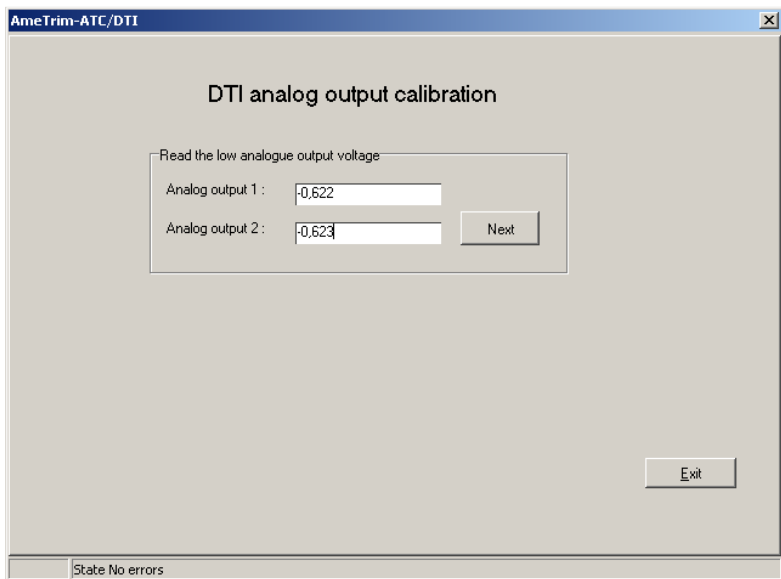 AmeTrim-ATC/DTI
DTI analog output calibration
Read the low analogue output voltage
Analog output 1 : -0,622
Analog output 2 : -0,623
Next
Exit
State No errors